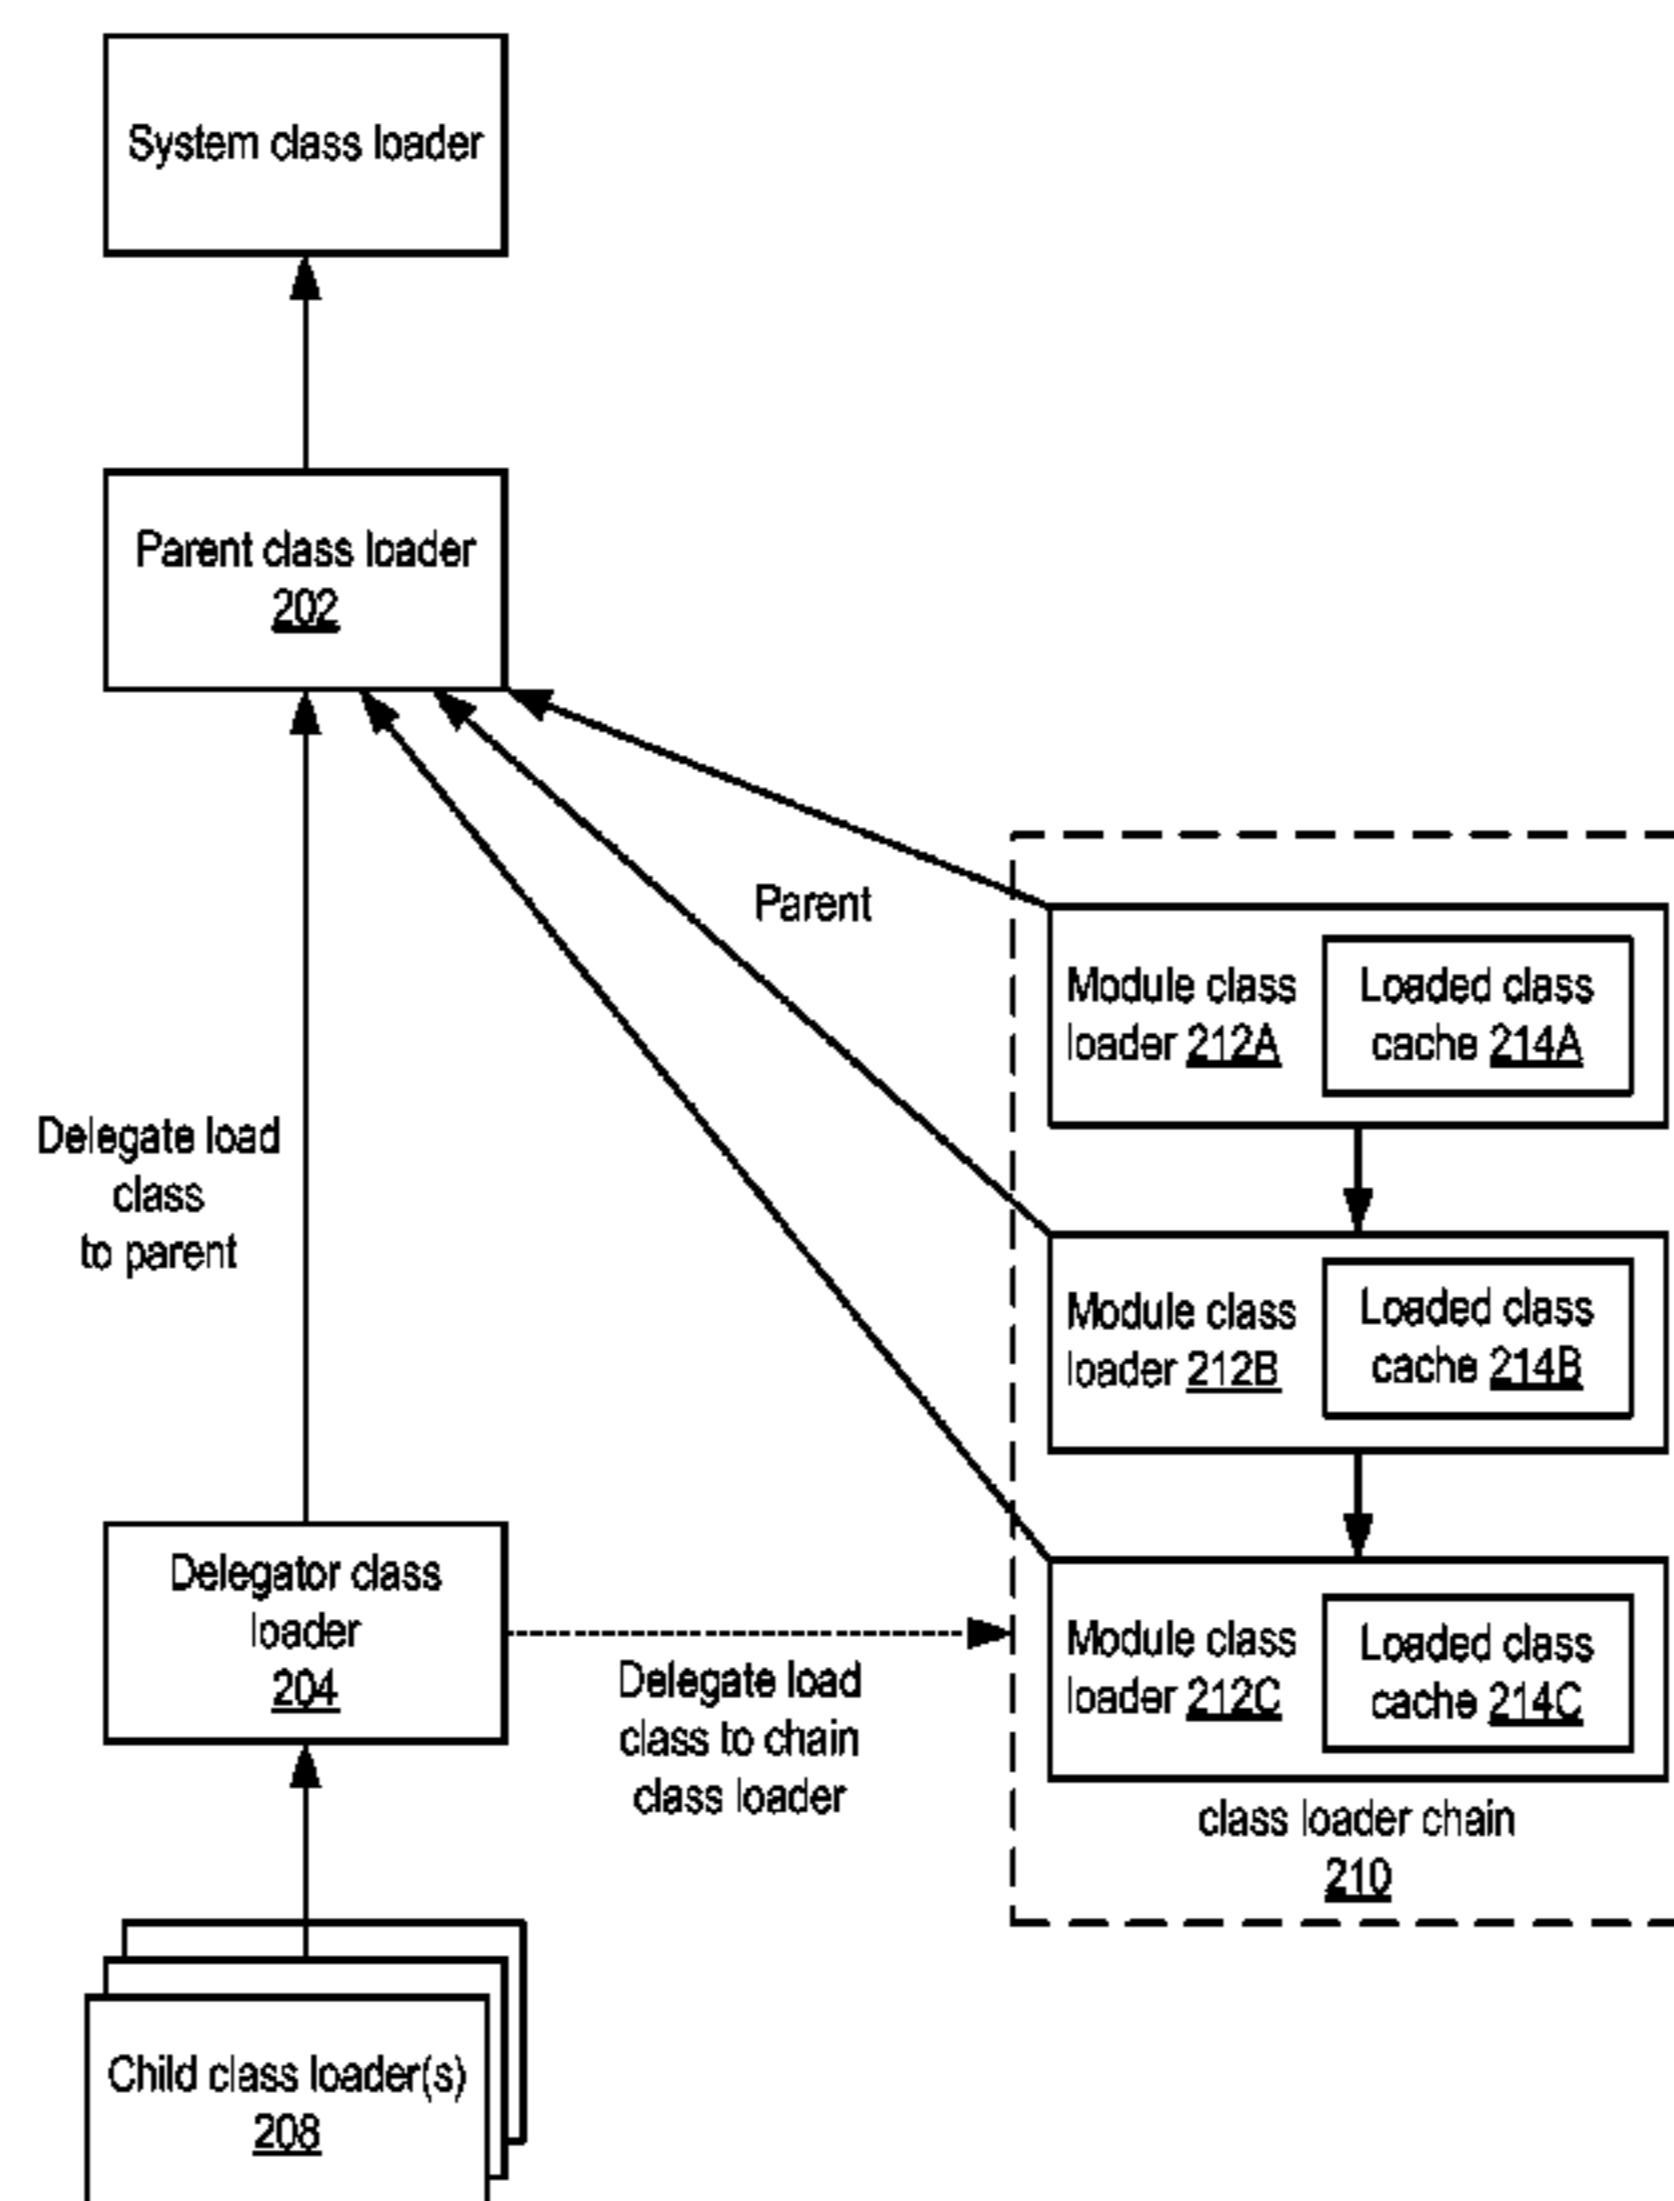 System class loader
Parent class loader
202
Parent
Module class
loader 212A
Loaded class
cache 214A
Delegate load
class
to parent
Module class
loader 212B
Loaded class
cache 214B
Delegator class
loader
204
Delegate load
class to chain
class loader
Module class
loader 212C
Loaded class
cache 214C
class loader chain
210
Child class loader(s)
208